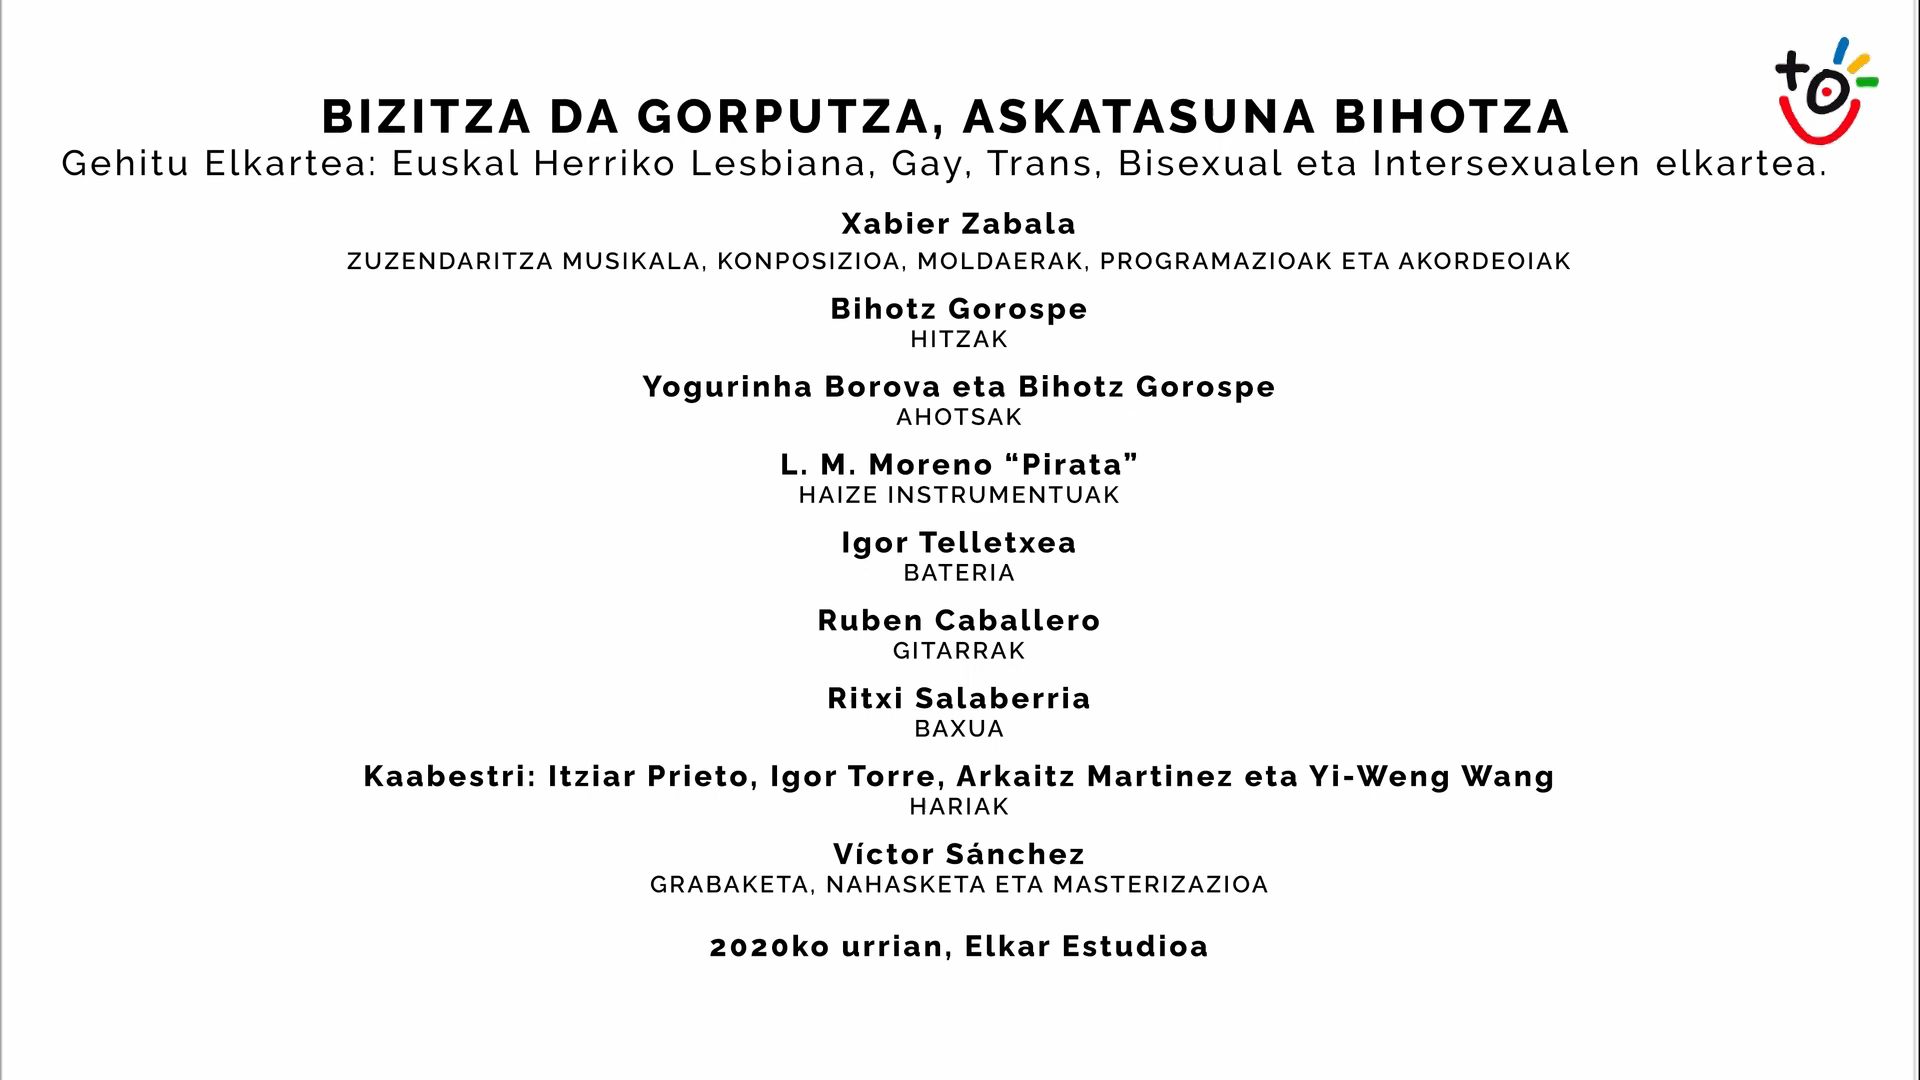 BIZITZA DA GORPUTZA, ASKATASUNA BIHOTZA
Gehitu Elkartea: Euskal Herriko Lesbiana, Gay, Trans, Bisexual eta Intersexualen elkartea.
Xabier Zabala
ZUZENDARITZA MUSIKALA, KONPOSIZIOA, MOLDAERAK, PROGRAMAZIOAK ETA AKORDEOIAK
Bihotz Gorospe
HITZAK
Yogurinha Borova eta Bihotz Gorospe
AHOTSAK
L. M. Moreno “Pirata”
HAIZE INSTRUMENTUAK
Igor Telletxea
BATERIA
Ruben Caballero
GITARRAK
Ritxi Salaberria
BAXUA
Kaabestri: Itziar Prieto, Igor Torre, Arkaitz Martinez eta Yi-Weng Wang
HARIAK
Víctor Sánchez
GRABAKETA, NAHASKETA ETA MASTERIZAZIOA
2020ko urrian, Elkar Estudioa